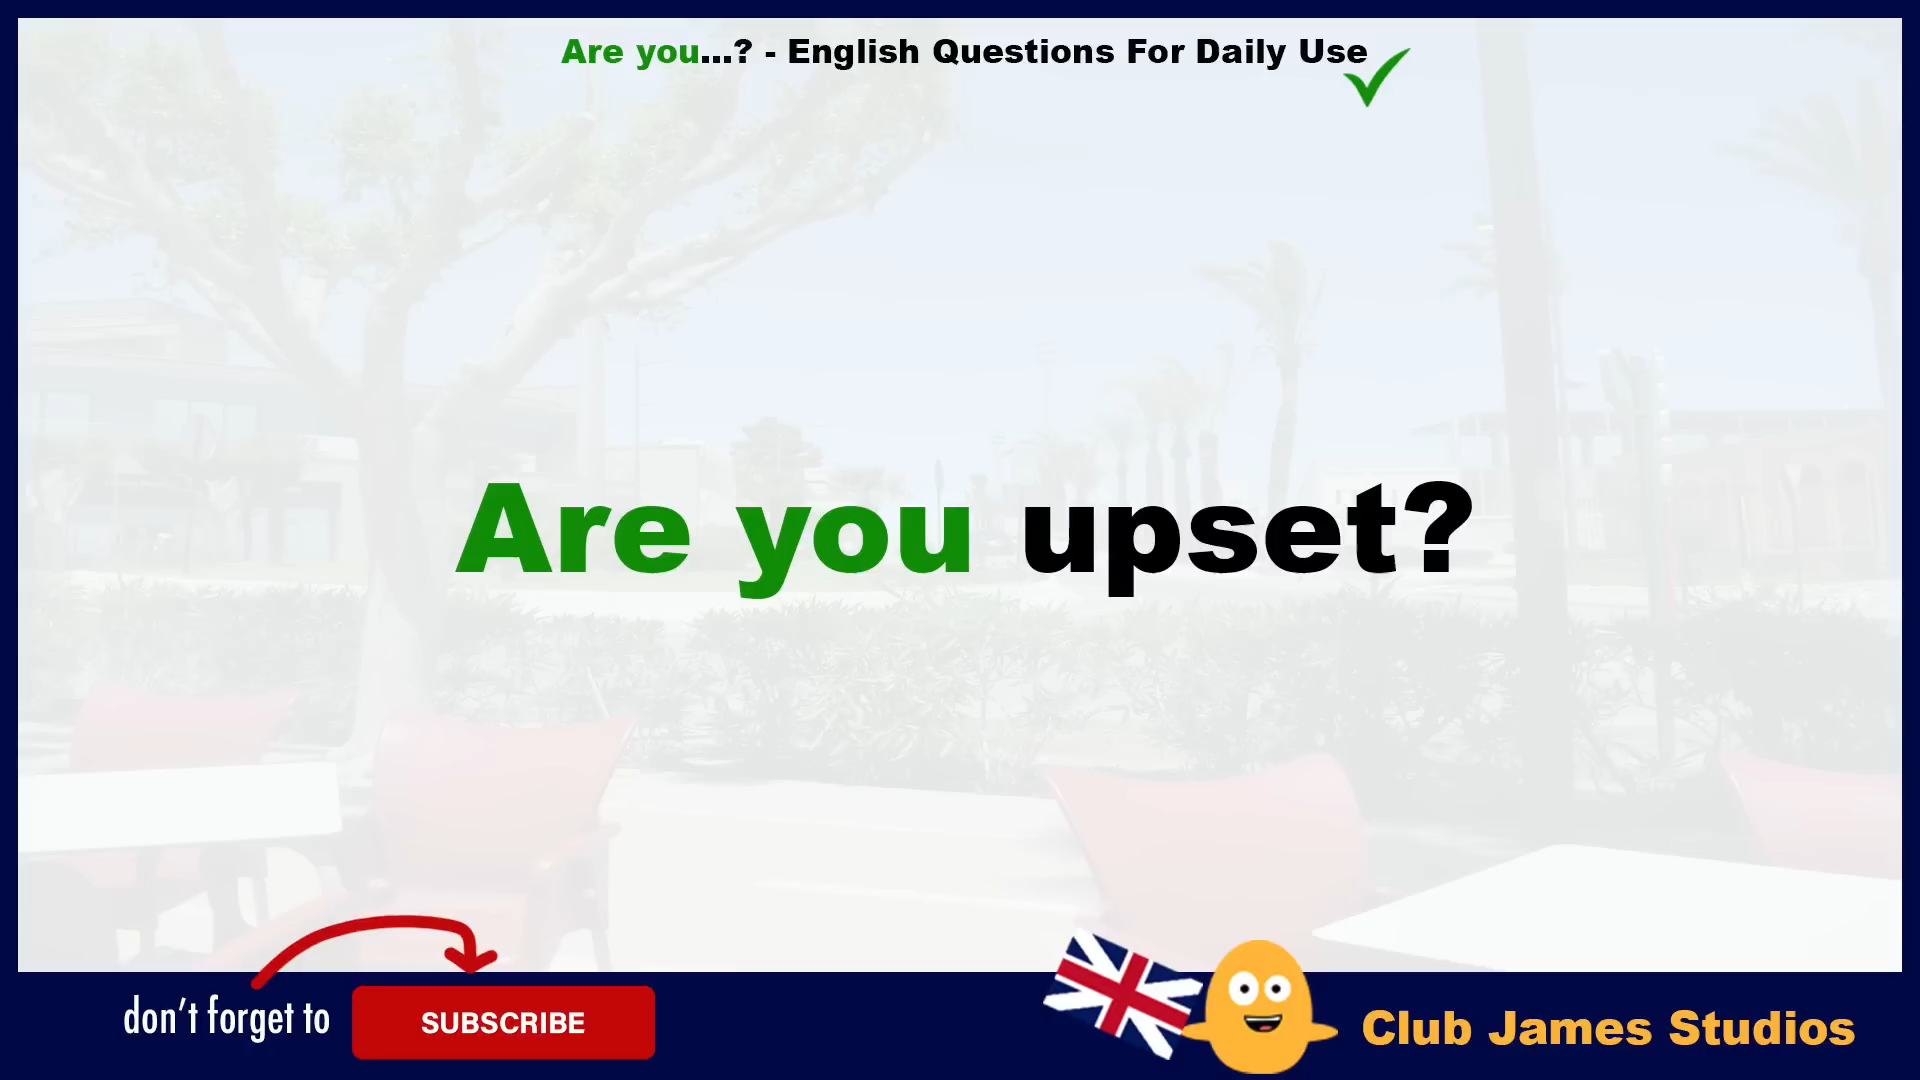 Are you...? - English Questions For Daily Use
Are you upset?
don't forget to
SUBSCRIBE
Club James Studios